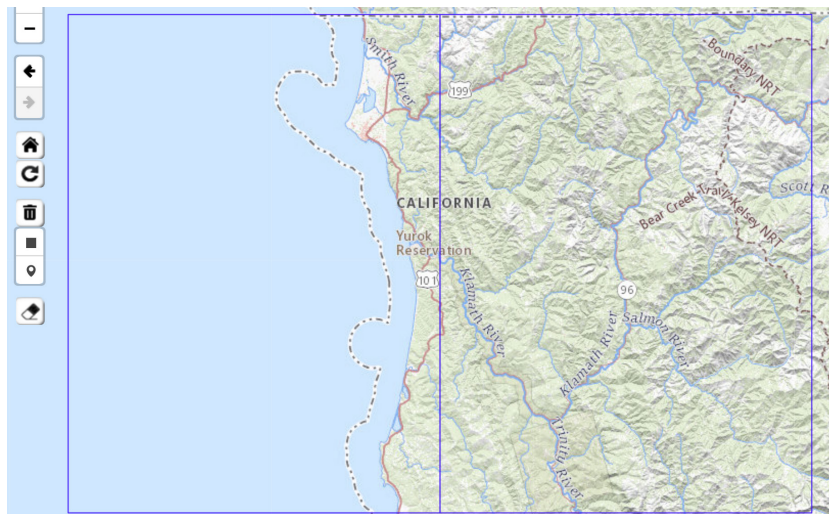 Boundary NRT
Smith River
199
Scott R
CALIFORNIA
Bear Creek Trail
Kelsey NRT
Yurok
Reservation
101
Klamath River
96
Salmon River
Klamath River
Trinity River